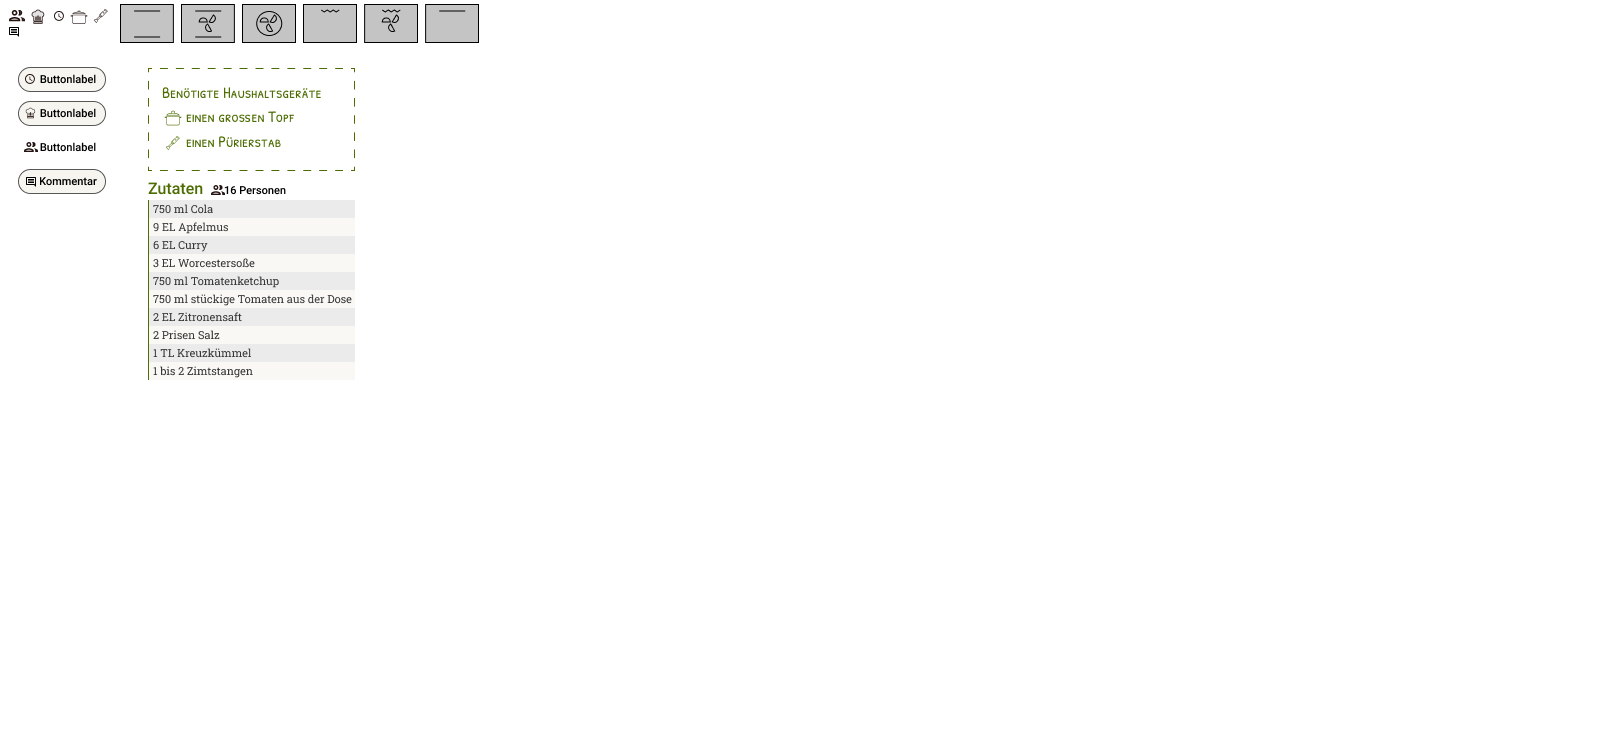 Buttonlabel
Buttonlabel
Buttonlabel
Kommentar
Benötigte Haushaltsgeräte
einen grossen Topf
einen Pürierstab
Zutaten 16 Personen
750 ml Cola
9 EL Apfelmus
6 EL Curry
3 EL Worcestersoße
750 ml Tomatenketchup
750 ml stückige Tomaten aus der Dose
2 EL Zitronensaft
2 Prisen Salz
1 TL Kreuzkümmel
1 bis 2 Zimtstangen